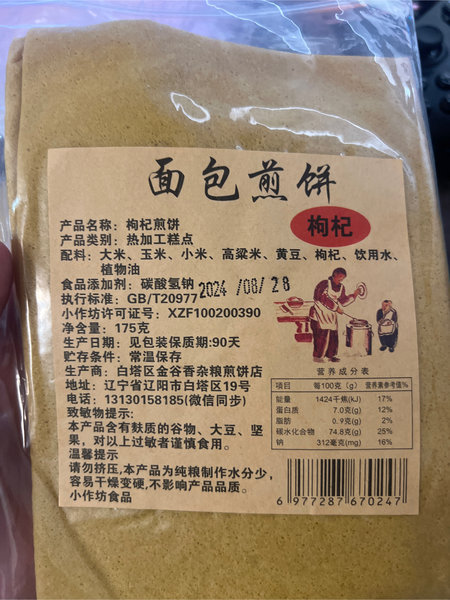 面包煎饼
枸杞
产品名称：枸杞煎饼
产品类别：热加工糕点
配料：大米、玉米、小米、高粱米、黄豆、枸杞、饮用水、
植物油
食品添加剂：碳酸氢钠
2024/08/28
执行标准：GB/T20977
小作坊许可证号：XZF100200390
净含量：175克
生产日期：见包装保质期:90天
贮存条件：常温保存
生产商：白塔区金谷香杂粮煎饼店
地址：辽宁省辽阳市白塔区19号
电话：13130158185(微信同步)
致敏物提示：
本产品含有麸质的谷物、大豆、坚
果，对以上过敏者谨慎食用。
温馨提示
请勿挤压，本产品为纯粮制作水分少，
容易干燥变硬,不影响产品品质。
小作坊食品
营养成分表
项目 每100克（g） 营养素参考值%
能量 1424千焦(kJ) 17%
蛋白质 7.0克(g) 12%
脂肪 0.9克(g) 2%
碳水化合物 74.8克(g) 25%
钠 312毫克(mg) 16%
6 977287 670247